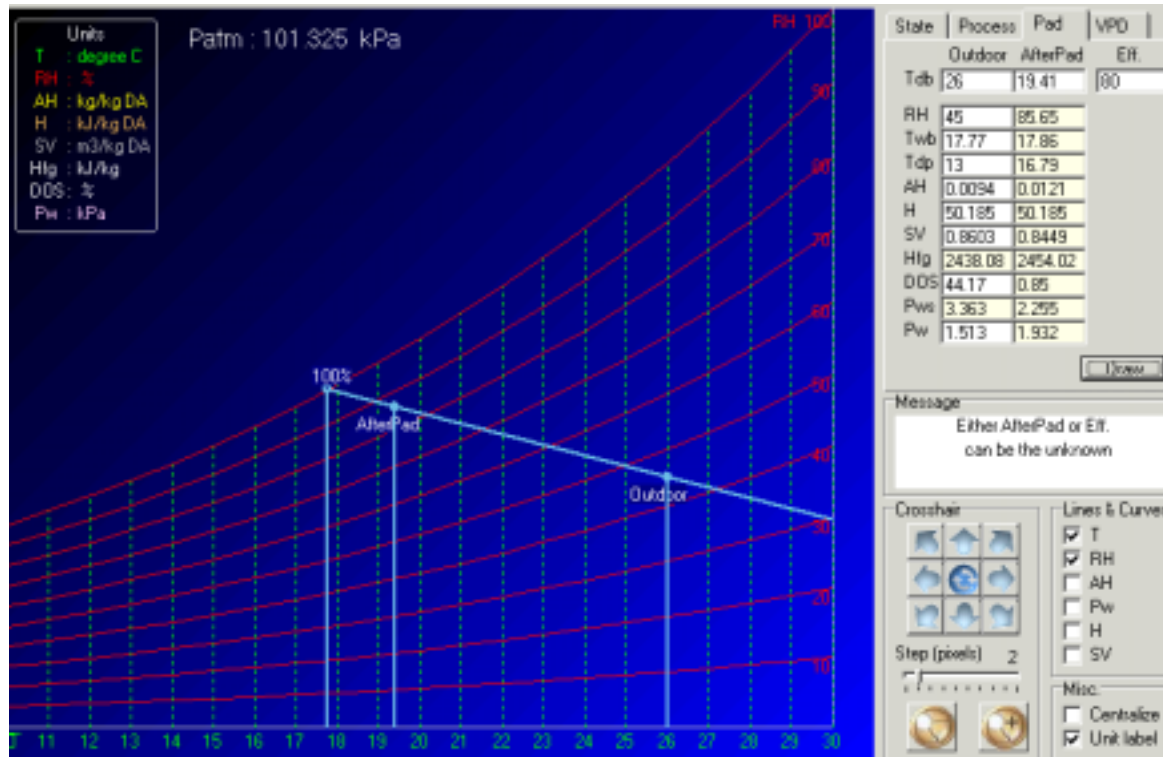 Units
T : degree C
RH : %
AH : kg/kg DA
H : kJ/kg DA
SV : m3/kg DA
Hfg : kJ/kg
DOS : %
Pw : kPa
Patm : 101.325 kPa
RH 100
90
80
70
60
50
40
30
20
10
100%
AfterPad
Outdoor
T 11 12 13 14 15 16 17 18 19 20 21 22 23 24 25 26 27 28 29 30
State Process Pad VPD
Outdoor AfterPad Eff.
Tdb 26 19.41 80
RH 45 85.65
Twb 17.77 17.86
Tdp 13 16.79
AH 0.0094 0.0121
H 50.185 50.185
SV 0.8603 0.8449
Hfg 2438.08 2454.02
DOS 44.17 0.85
Pws 3.363 2.255
Pw 1.513 1.932
Draw
Message
Either AfterPad or Eff.
can be the unknown
Crosshair
Step (pixels) 2
Lines & Curves
T
RH
AH
Pw
H
SV
Misc.
Centralize
Unit label